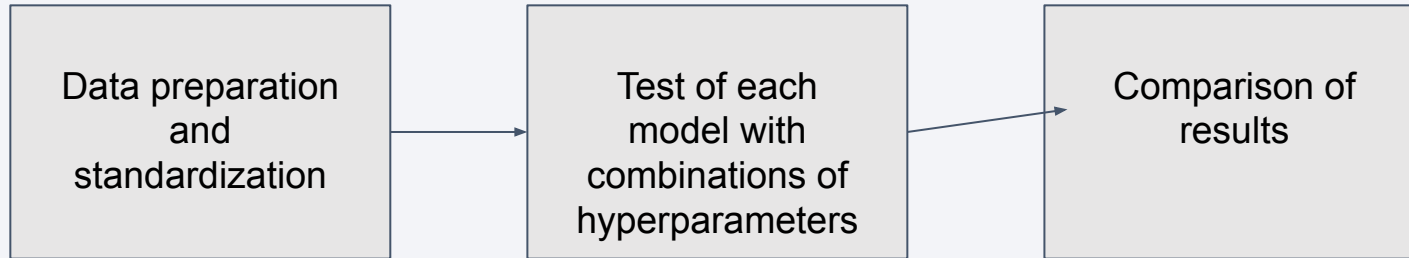 Data preparation
and
standardization
Test of each
model with
combinations of
hyperparameters
Comparison of
results